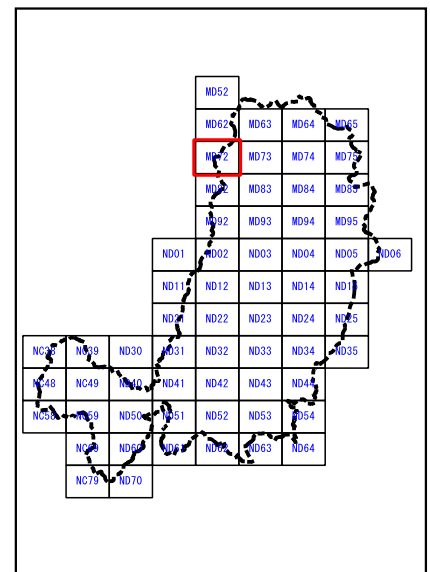 MD52
MD62 MD63 MD64 MD65
MD72 MD73 MD74 MD75
MD82 MD83 MD84 MD85
MD92 MD93 MD94 MD95
ND01 ND02 ND03 ND04 ND05 ND06
ND11 ND12 ND13 ND14 ND15
ND21 ND22 ND23 ND24 ND25
NC38 NC39 ND30 ND31 ND32 ND33 ND34 ND35
NC48 NC49 ND40 ND41 ND42 ND43 ND44
NC58 NC59 ND50 ND51 ND52 ND53 ND54
NC69 ND60 ND61 ND62 ND63 ND64
NC79 ND70